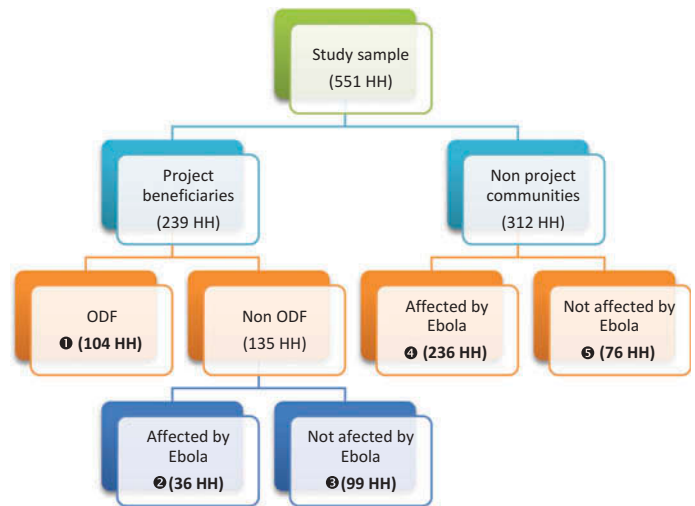 Study sample
(551 HH)
Project
beneficiaries
(239 HH)
Non project
communities
(312 HH)
ODF
❶ (104 HH)
Non ODF
(135 HH)
Affected by
Ebola
❹ (236 HH)
Not affected by
Ebola
❺ (76 HH)
Affected by
Ebola
❷ (36 HH)
Not afected by
Ebola
❸ (99 HH)